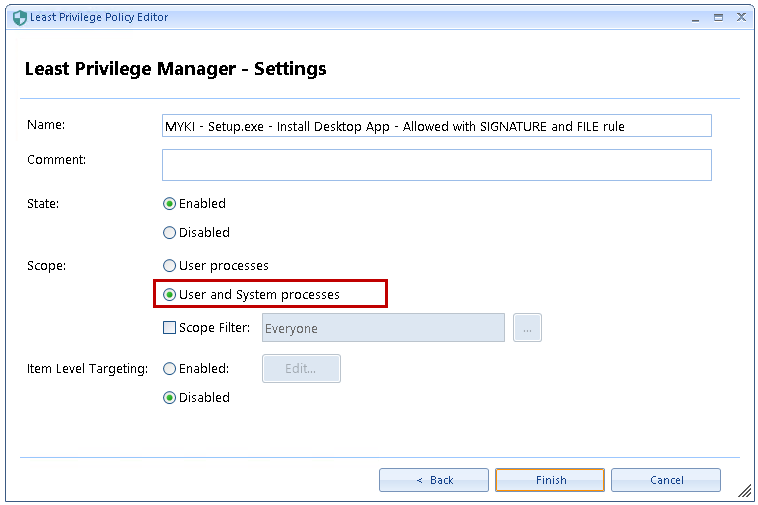 Least Privilege Policy Editor
Least Privilege Manager - Settings
Name: MYKI - Setup.exe - Install Desktop App - Allowed with SIGNATURE and FILE rule
Comment:
State: Enabled
Disabled
Scope: User processes
User and System processes
Scope Filter: Everyone ...
Item Level Targeting: Enabled: Edit...
Disabled
< Back Finish Cancel